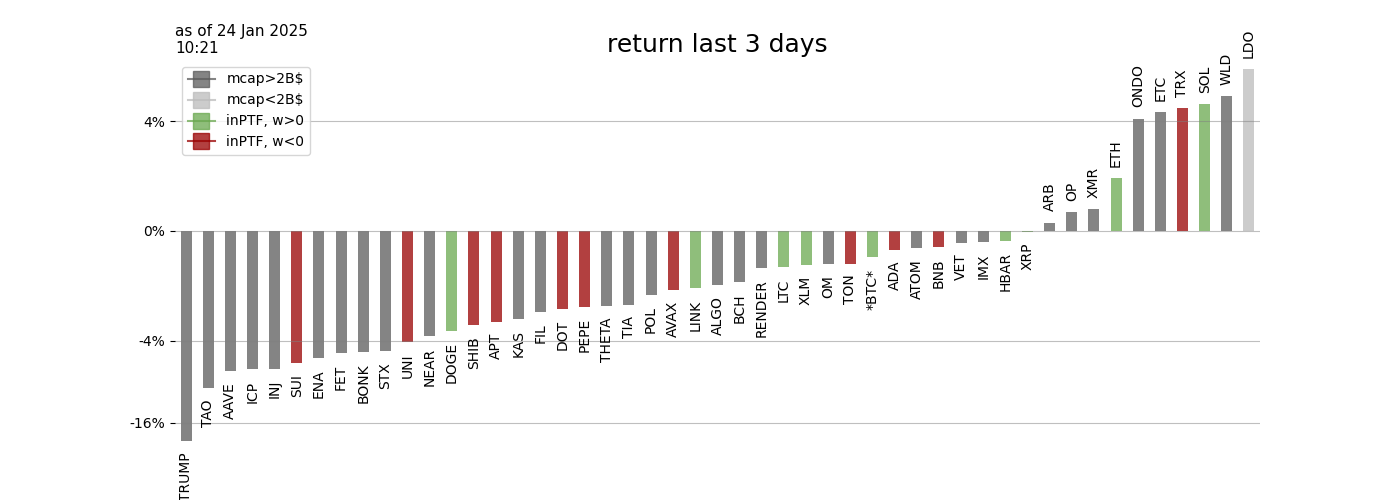 as of 24 Jan 2025
10:21
return last 3 days
mcap>2B$
mcap<2B$
inPTF, w>0
inPTF, w<0
4%
0%
-4%
-16%
TRUMP
TAO
AAVE
ICP
INJ
SUI
ENA
FET
BONK
STX
UNI
NEAR
DOGE
SHIB
APT
KAS
FIL
DOT
PEPE
THETA
TIA
POL
AVAX
LINK
ALGO
BCH
RENDER
LTC
XLM
OM
TON
*BTC*
ADA
ATOM
BNB
VET
IMX
HBAR
XRP
ARB
OP
XMR
ETH
ONDO
ETC
TRX
SOL
WLD
LDO